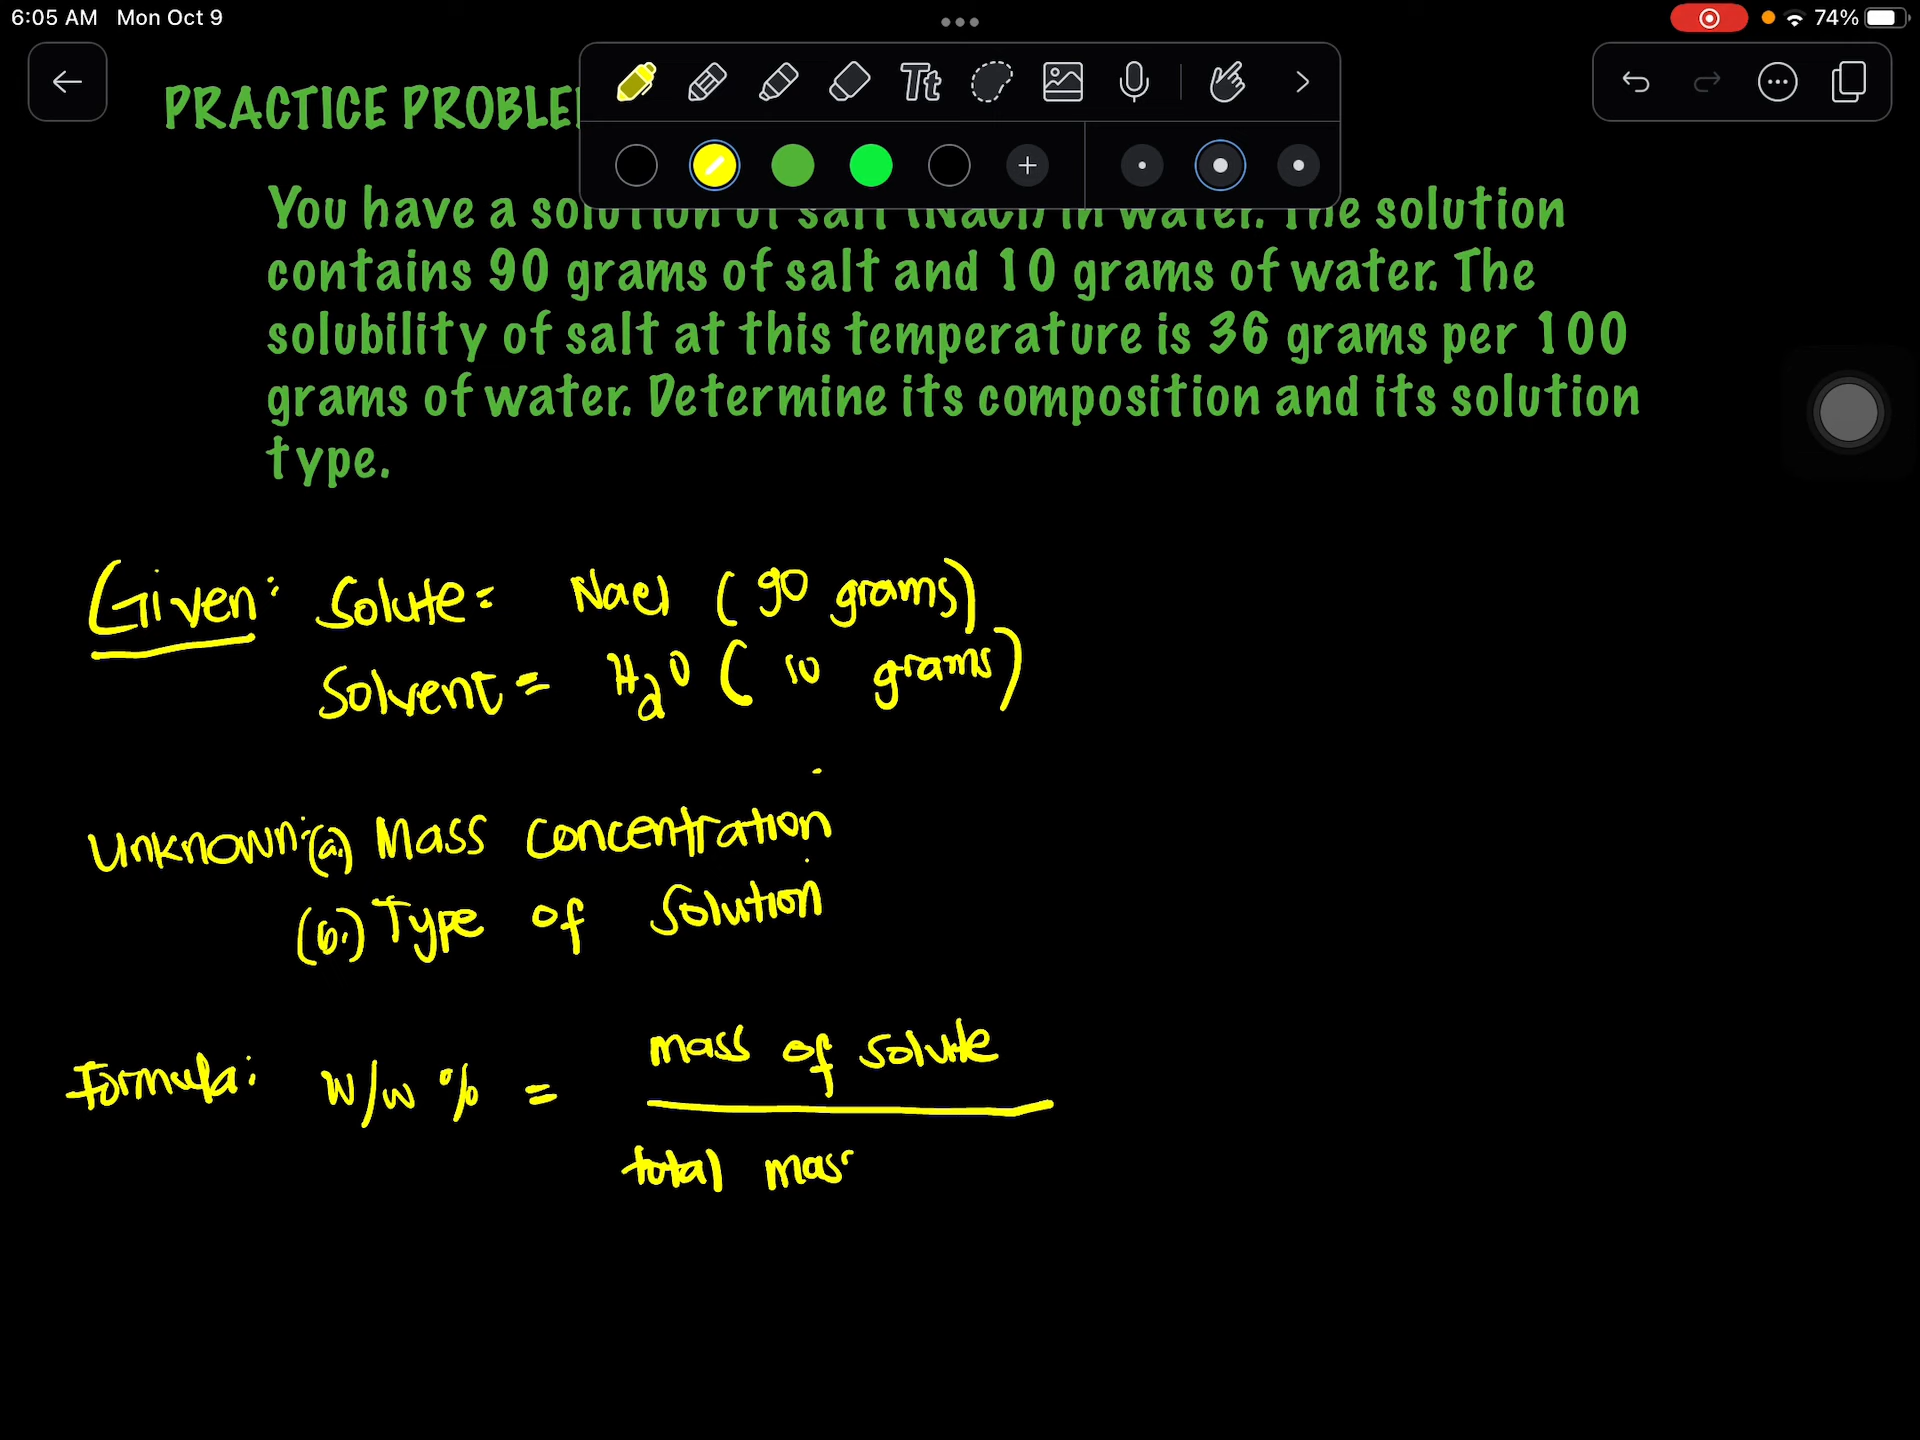 6:05 AM Mon Oct 9
74%
Tt
PRACTICE PROBLE
You have a solution of salt (NaCl) in water. The solution
contains 90 grams of salt and 10 grams of water. The
solubility of salt at this temperature is 36 grams per 100
grams of water. Determine its composition and its solution
type.
Given: Solute = NaCl (90 grams)
Solvent = H2O (10 grams)
Unknown: (a.) Mass Concentration
(b.) Type of Solution
Formula: W/W % = mass of solute
total mass